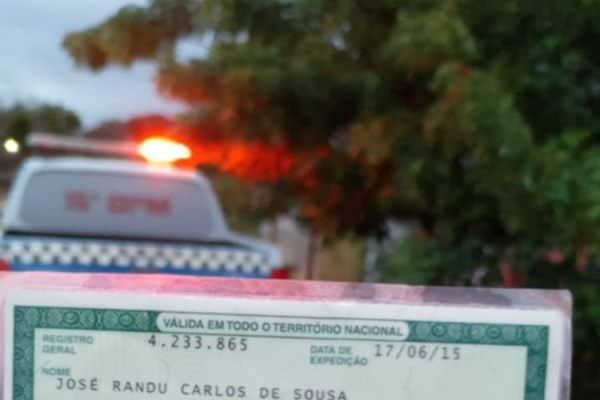 VÁLIDA EM TODO O TERRITÓRIO NACIONAL
REGISTRO GERAL 4.233.865 DATA DE EXPEDIÇÃO 17/06/15
NOME
JOSÉ RANDU CARLOS DE SOUSA